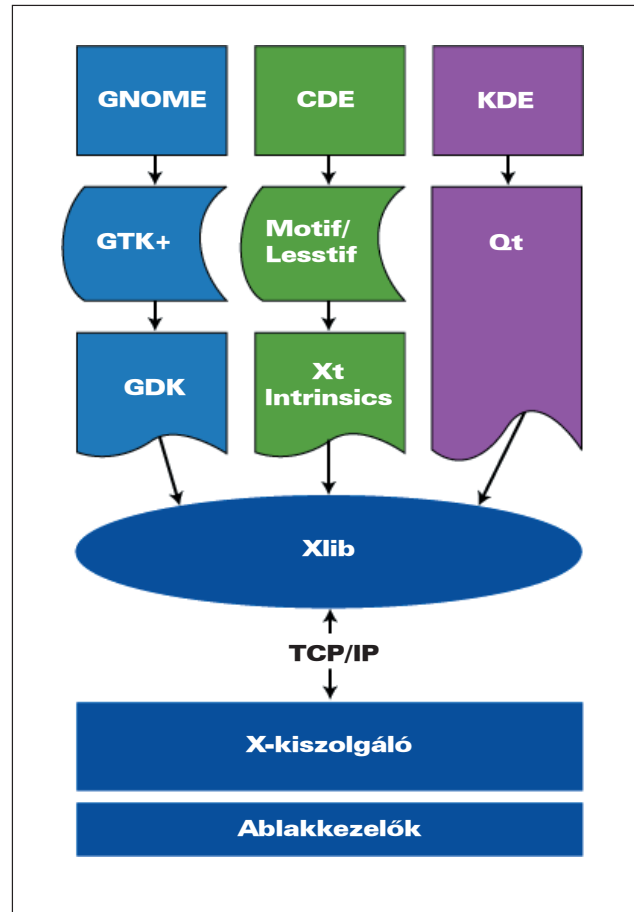 GNOME
CDE
KDE
GTK+
Motif/
Lesstif
Qt
GDK
Xt
Intrinsics
Xlib
TCP/IP
X-kiszolgáló
Ablakkezelők